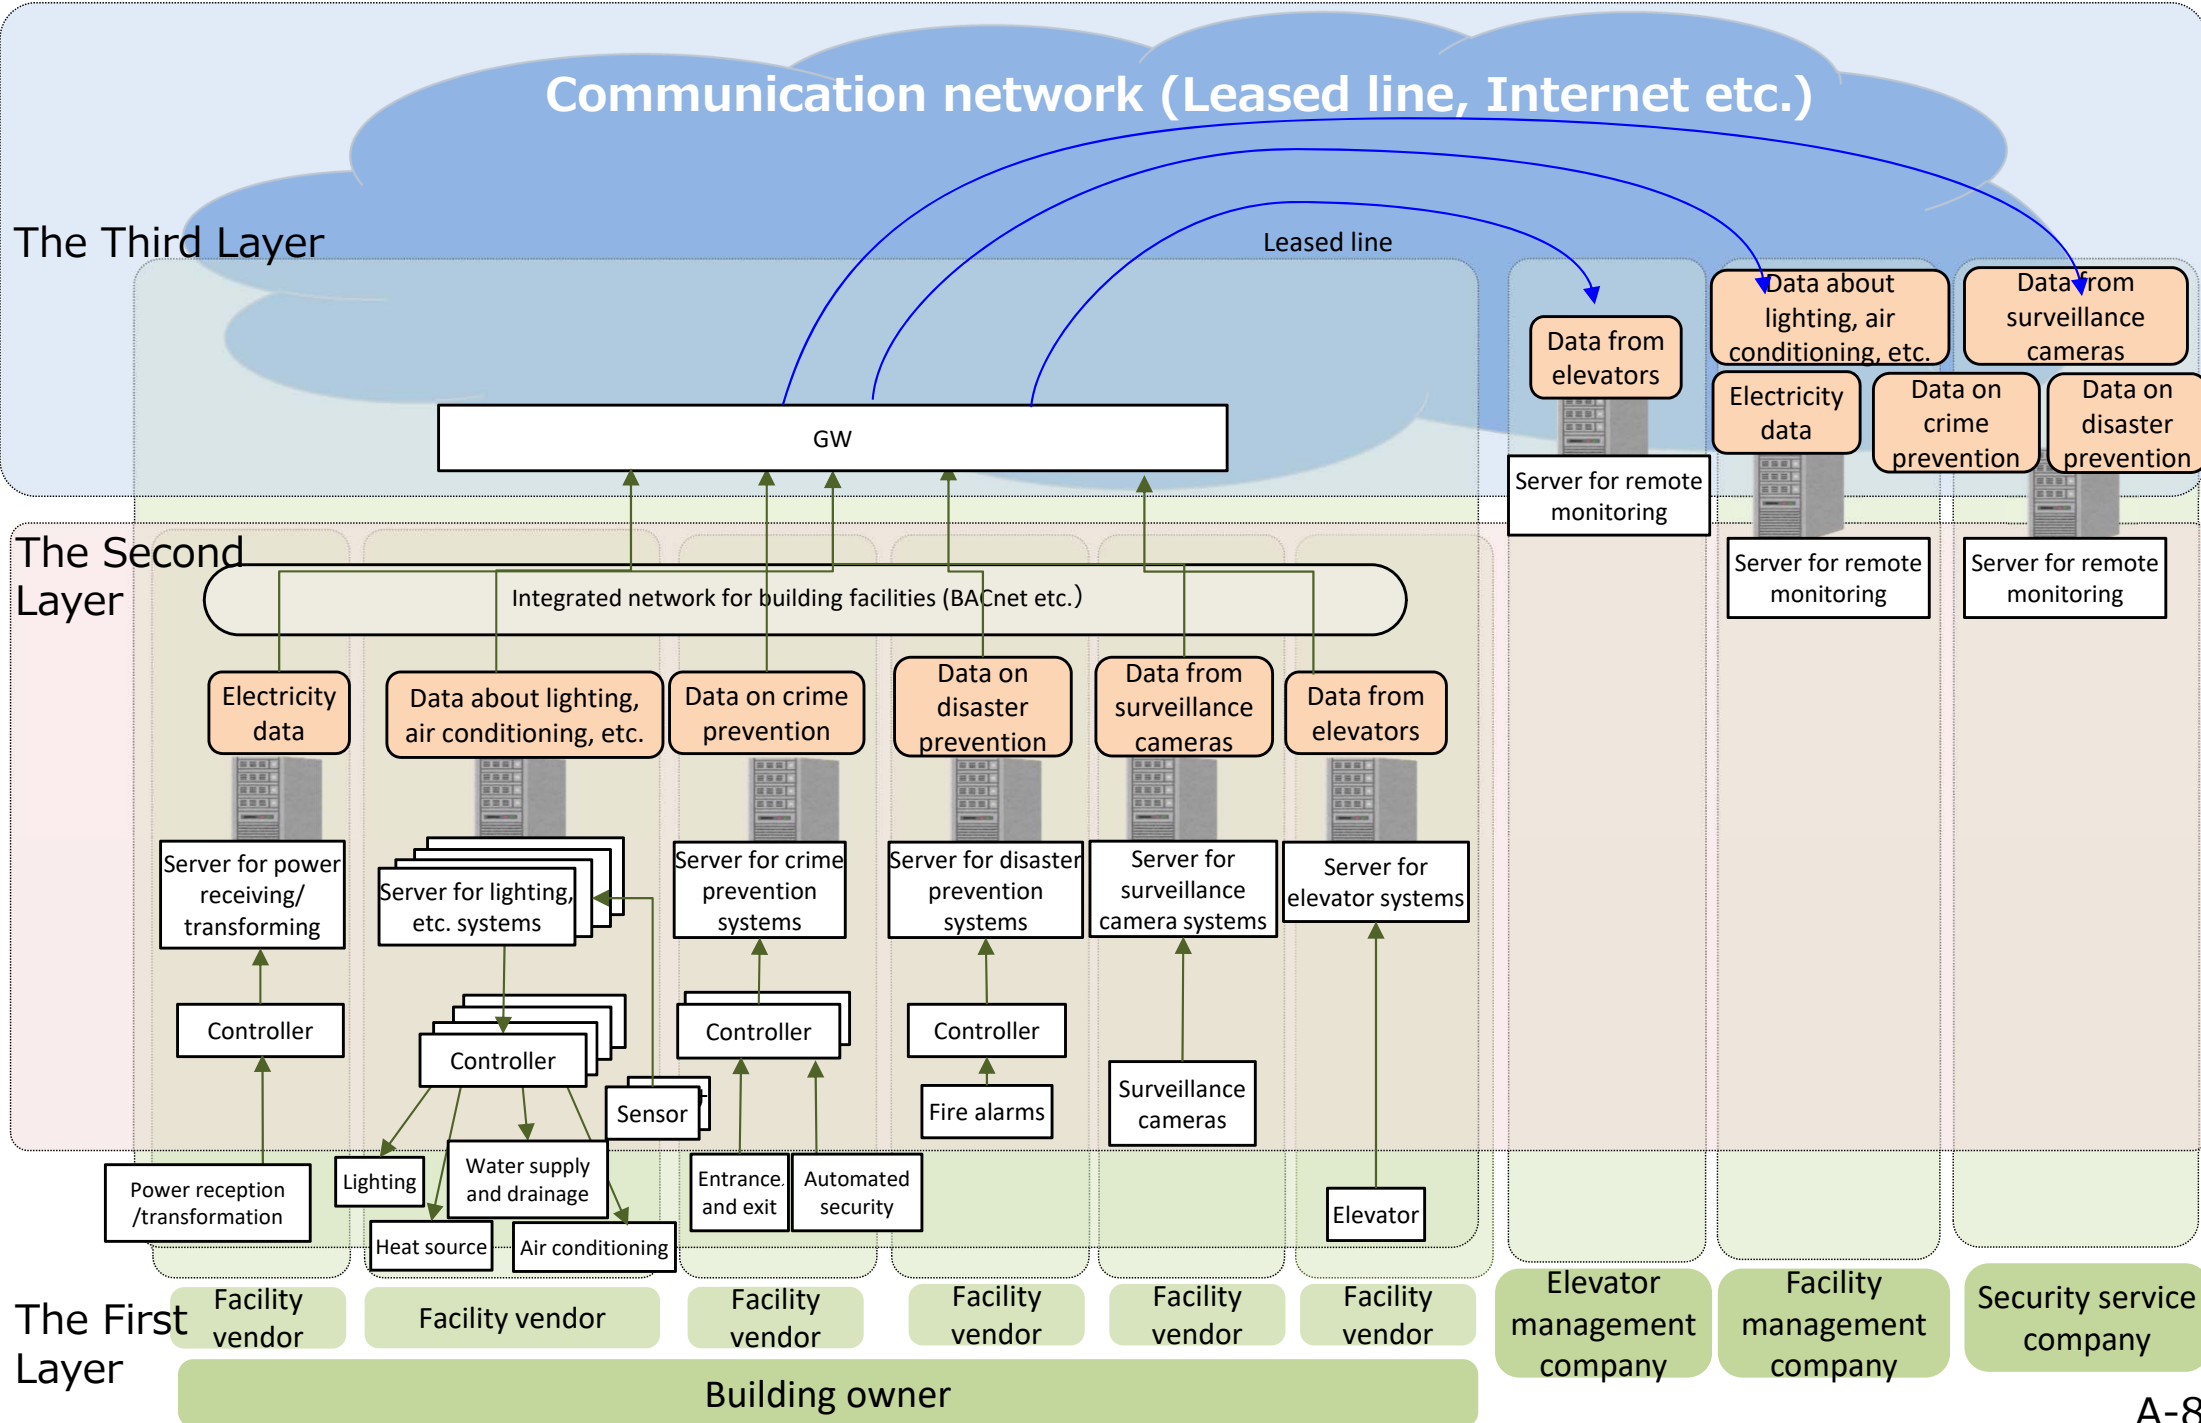 Communication network (Leased line, Internet etc.)
The Third Layer
Leased line
Data from
elevators
Data about
lighting, air
conditioning, etc.
Data from
surveillance
cameras
Electricity
data
Data on
crime
prevention
Data on
disaster
prevention
GW
Server for remote
monitoring
Server for remote
monitoring
Server for remote
monitoring
The Second
Layer
Integrated network for building facilities (BACnet etc.)
Electricity
data
Data about lighting,
air conditioning, etc.
Data on crime
prevention
Data on
disaster
prevention
Data from
surveillance
cameras
Data from
elevators
Server for power
receiving/
transforming
Server for lighting,
etc. systems
Server for crime
prevention
systems
Server for disaster
prevention
systems
Server for
surveillance
camera systems
Server for
elevator systems
Controller
Controller
Controller
Controller
Sensor
Fire alarms
Surveillance
cameras
Power reception
/transformation
Lighting
Water supply
and drainage
Heat source
Air conditioning
Entrance
and exit
Automated
security
Elevator
The First
Layer
Facility
vendor
Facility vendor
Facility
vendor
Facility
vendor
Facility
vendor
Facility
vendor
Elevator
management
company
Facility
management
company
Security service
company
Building owner
A-8